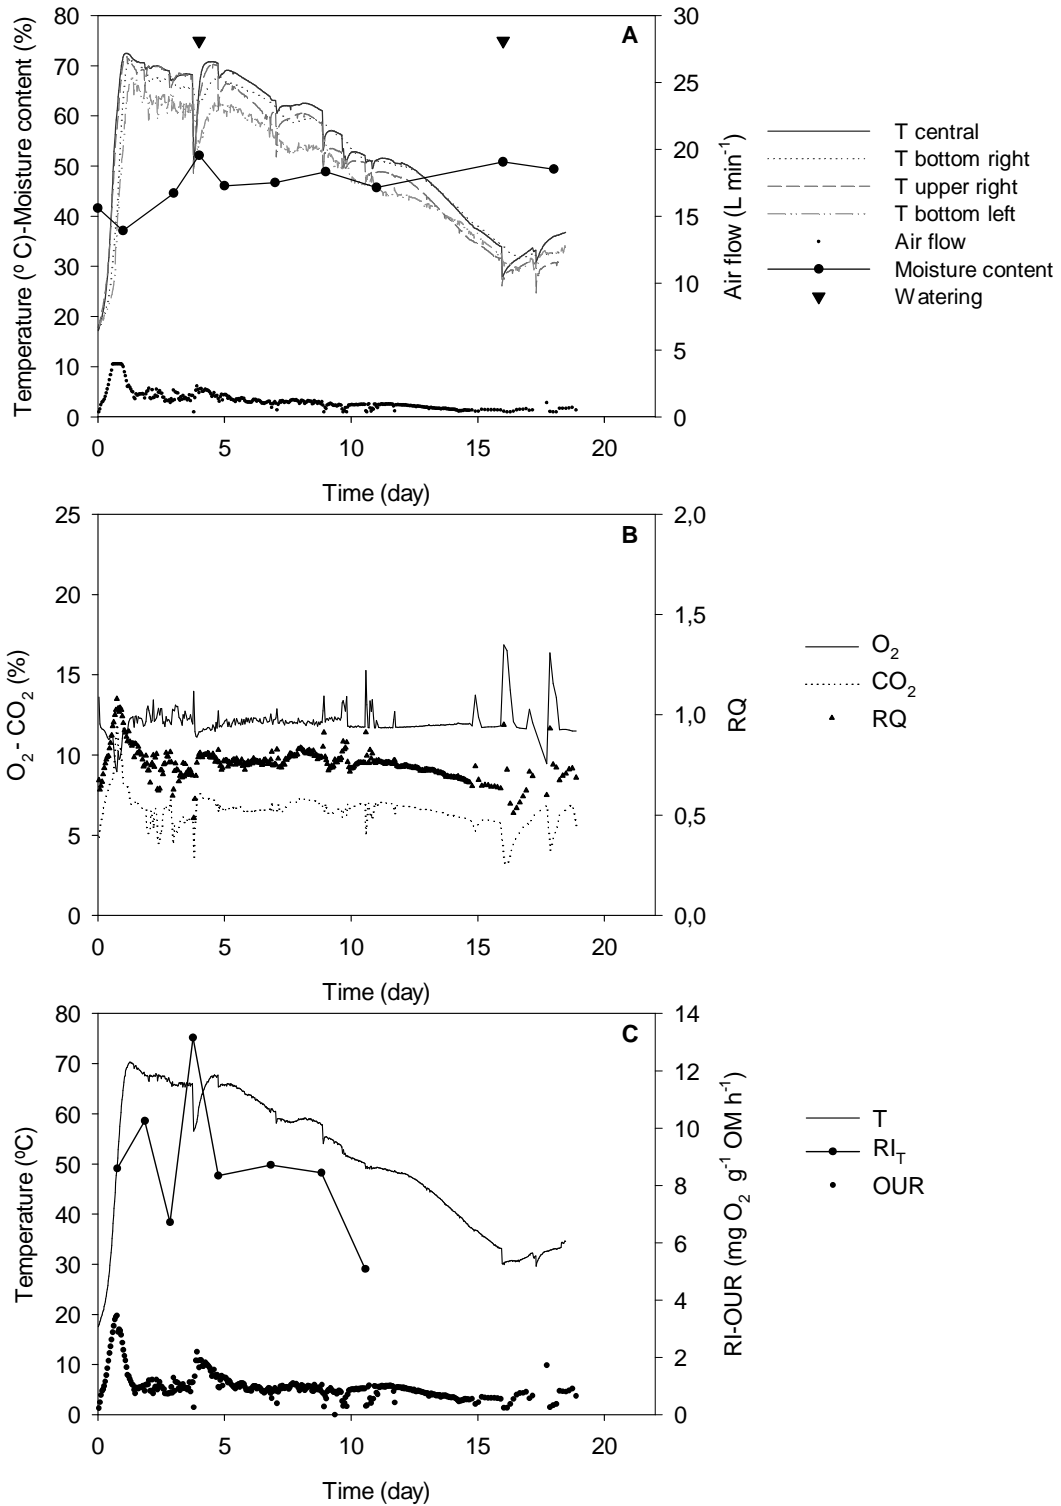 A
80
70
60
50
40
30
20
10
0
Temperature (º C)-Moisture content (%)
30
25
20
15
10
5
0
Air flow (L min⁻¹)
0 5 10 15 20
Time (day)
T central
T bottom right
T upper right
T bottom left
Air flow
Moisture content
Watering
B
25
20
15
10
5
0
O₂ - CO₂ (%)
2,0
1,5
1,0
0,5
0,0
RQ
0 5 10 15 20
Time (day)
O₂
CO₂
RQ
C
80
70
60
50
40
30
20
10
0
Temperature (ºC)
14
12
10
8
6
4
2
0
RI-OUR (mg O₂ g⁻¹ OM h⁻¹)
0 5 10 15 20
Time (day)
T
RI_T
OUR